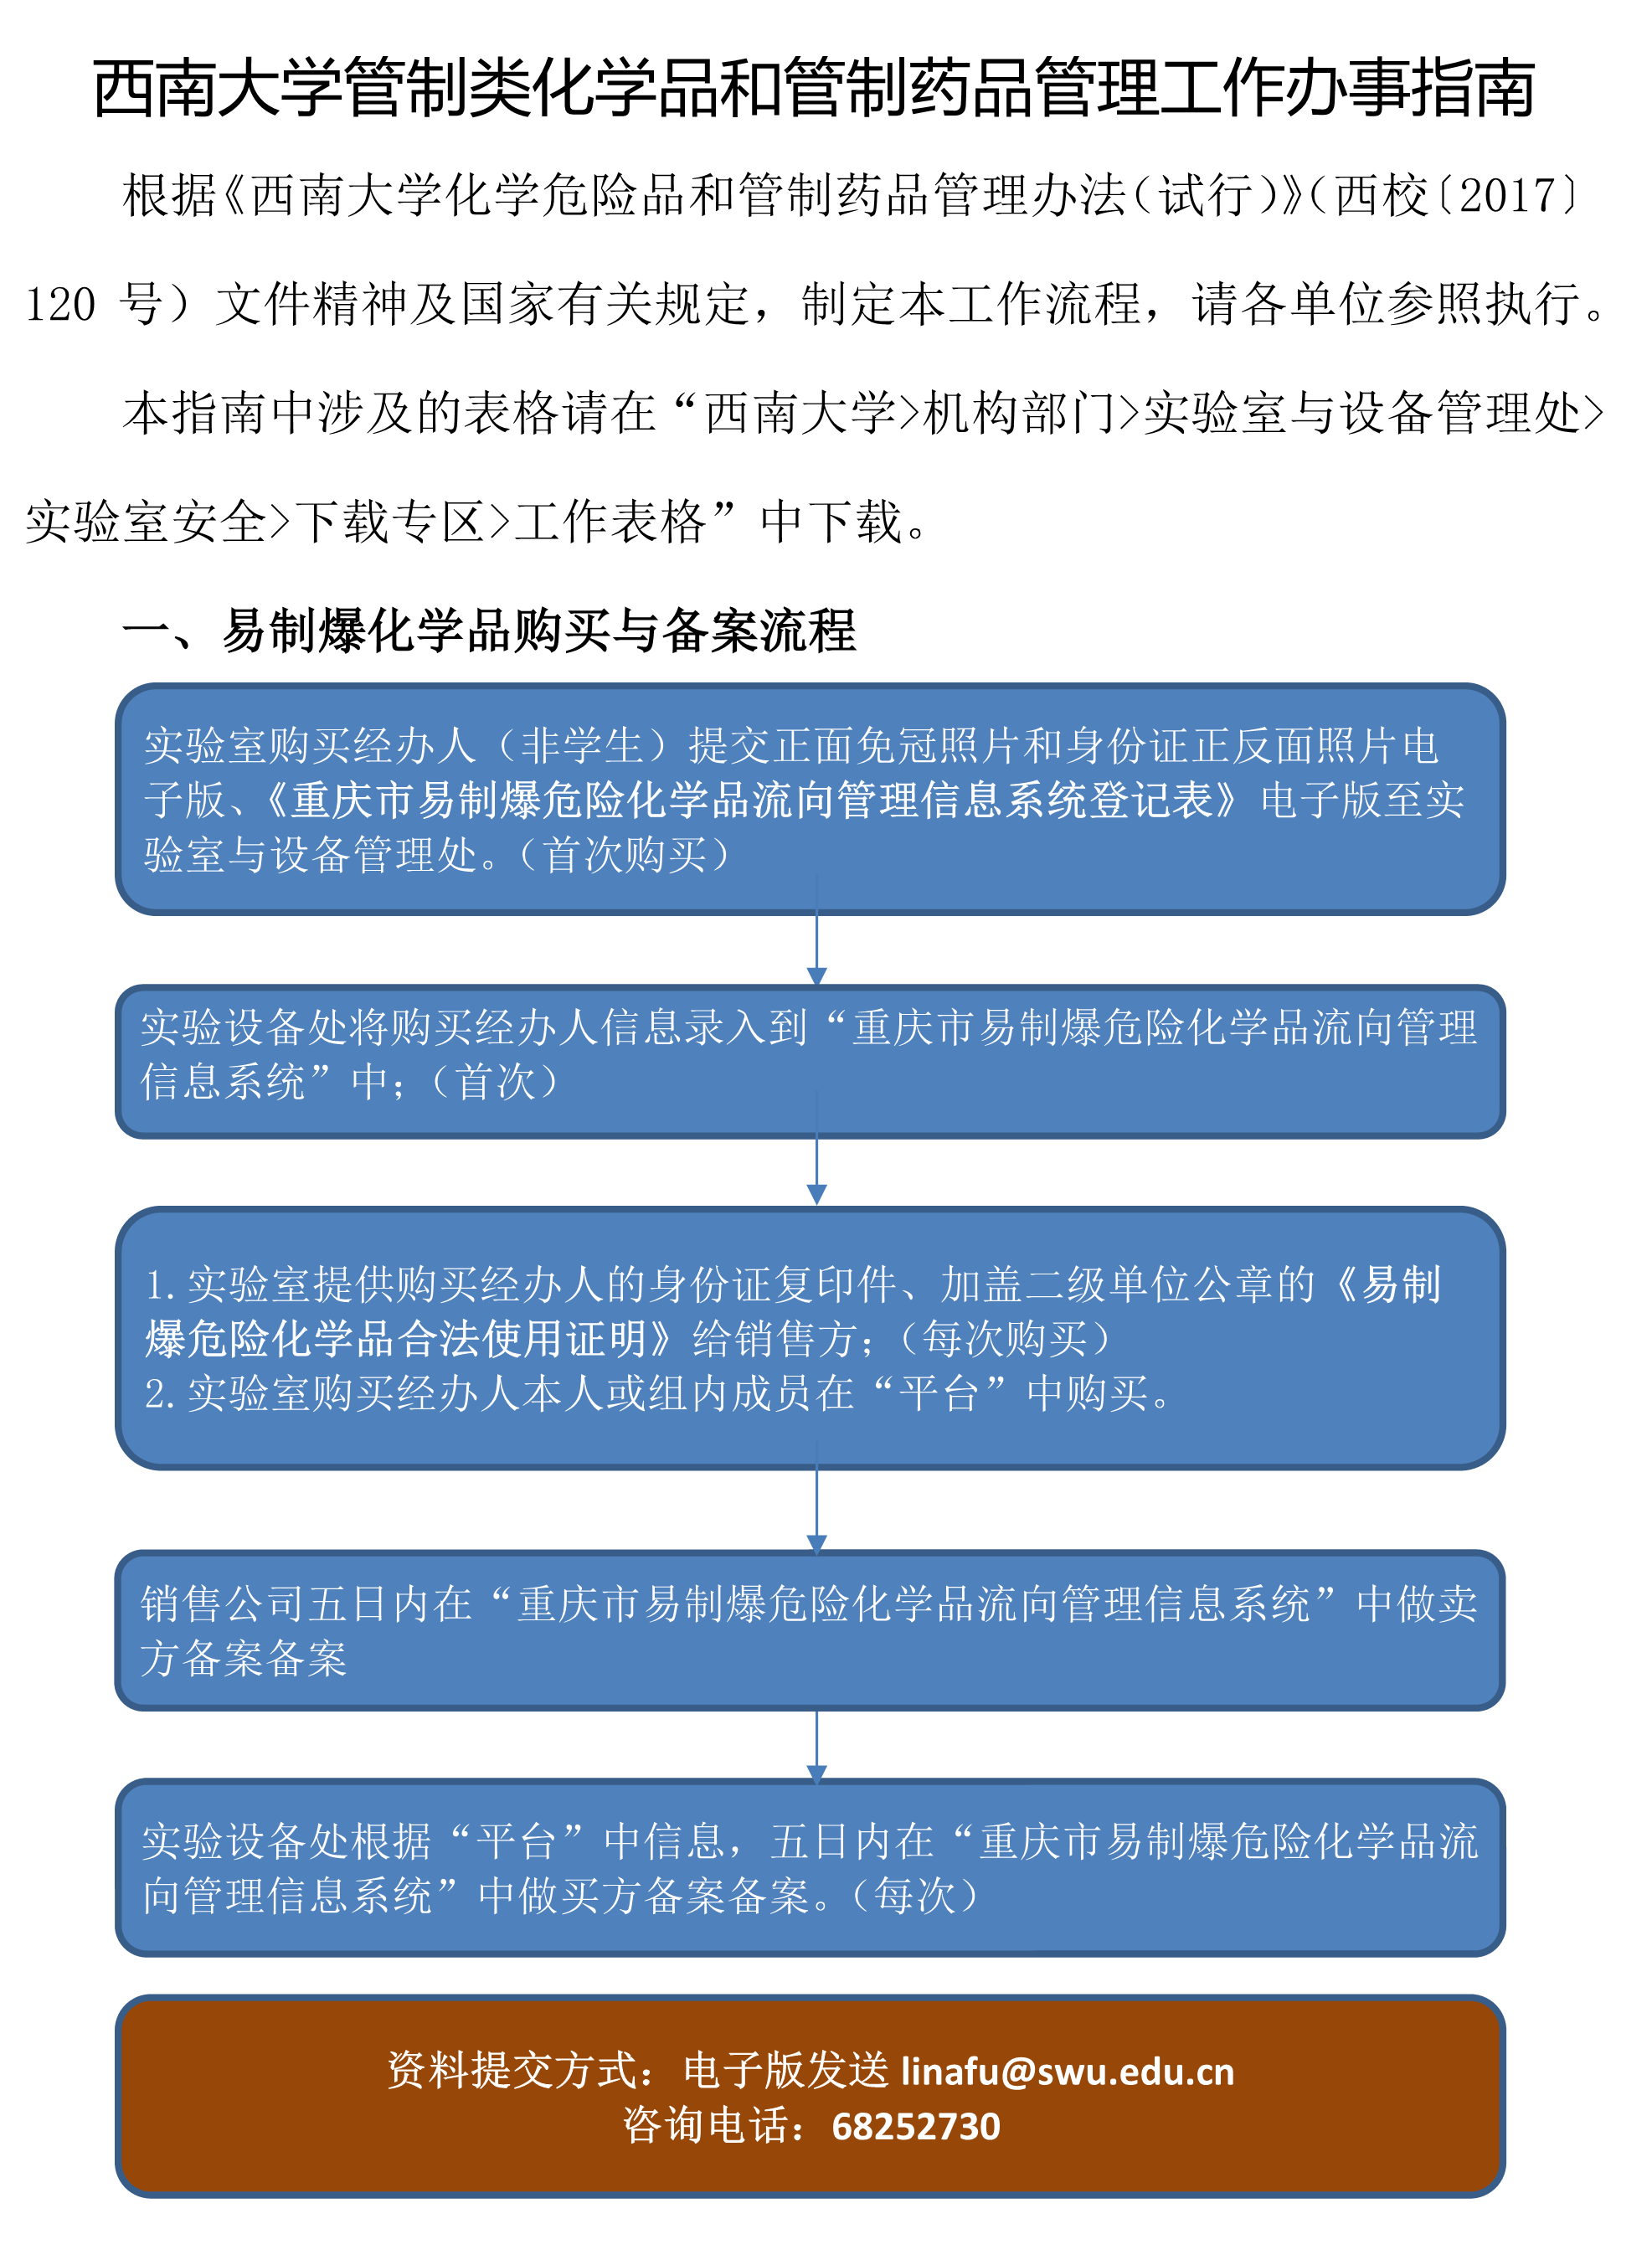 西南大学管制类化学品和管制药品管理工作办事指南
根据《西南大学化学危险品和管制药品管理办法（试行）》（西校〔2017〕
120 号）文件精神及国家有关规定，制定本工作流程，请各单位参照执行。
本指南中涉及的表格请在“西南大学>机构部门>实验室与设备管理处>
实验室安全>下载专区>工作表格”中下载。
一、易制爆化学品购买与备案流程
实验室购买经办人（非学生）提交正面免冠照片和身份证正反面照片电
子版、《重庆市易制爆危险化学品流向管理信息系统登记表》电子版至实
验室与设备管理处。（首次购买）
实验设备处将购买经办人信息录入到“重庆市易制爆危险化学品流向管理
信息系统”中；（首次）
1.实验室提供购买经办人的身份证复印件、加盖二级单位公章的《易制
爆危险化学品合法使用证明》给销售方；（每次购买）
2.实验室购买经办人本人或组内成员在“平台”中购买。
销售公司五日内在“重庆市易制爆危险化学品流向管理信息系统”中做卖
方备案备案
实验设备处根据“平台”中信息，五日内在“重庆市易制爆危险化学品流
向管理信息系统”中做买方备案备案。（每次）
资料提交方式：电子版发送 linafu@swu.edu.cn
咨询电话：68252730